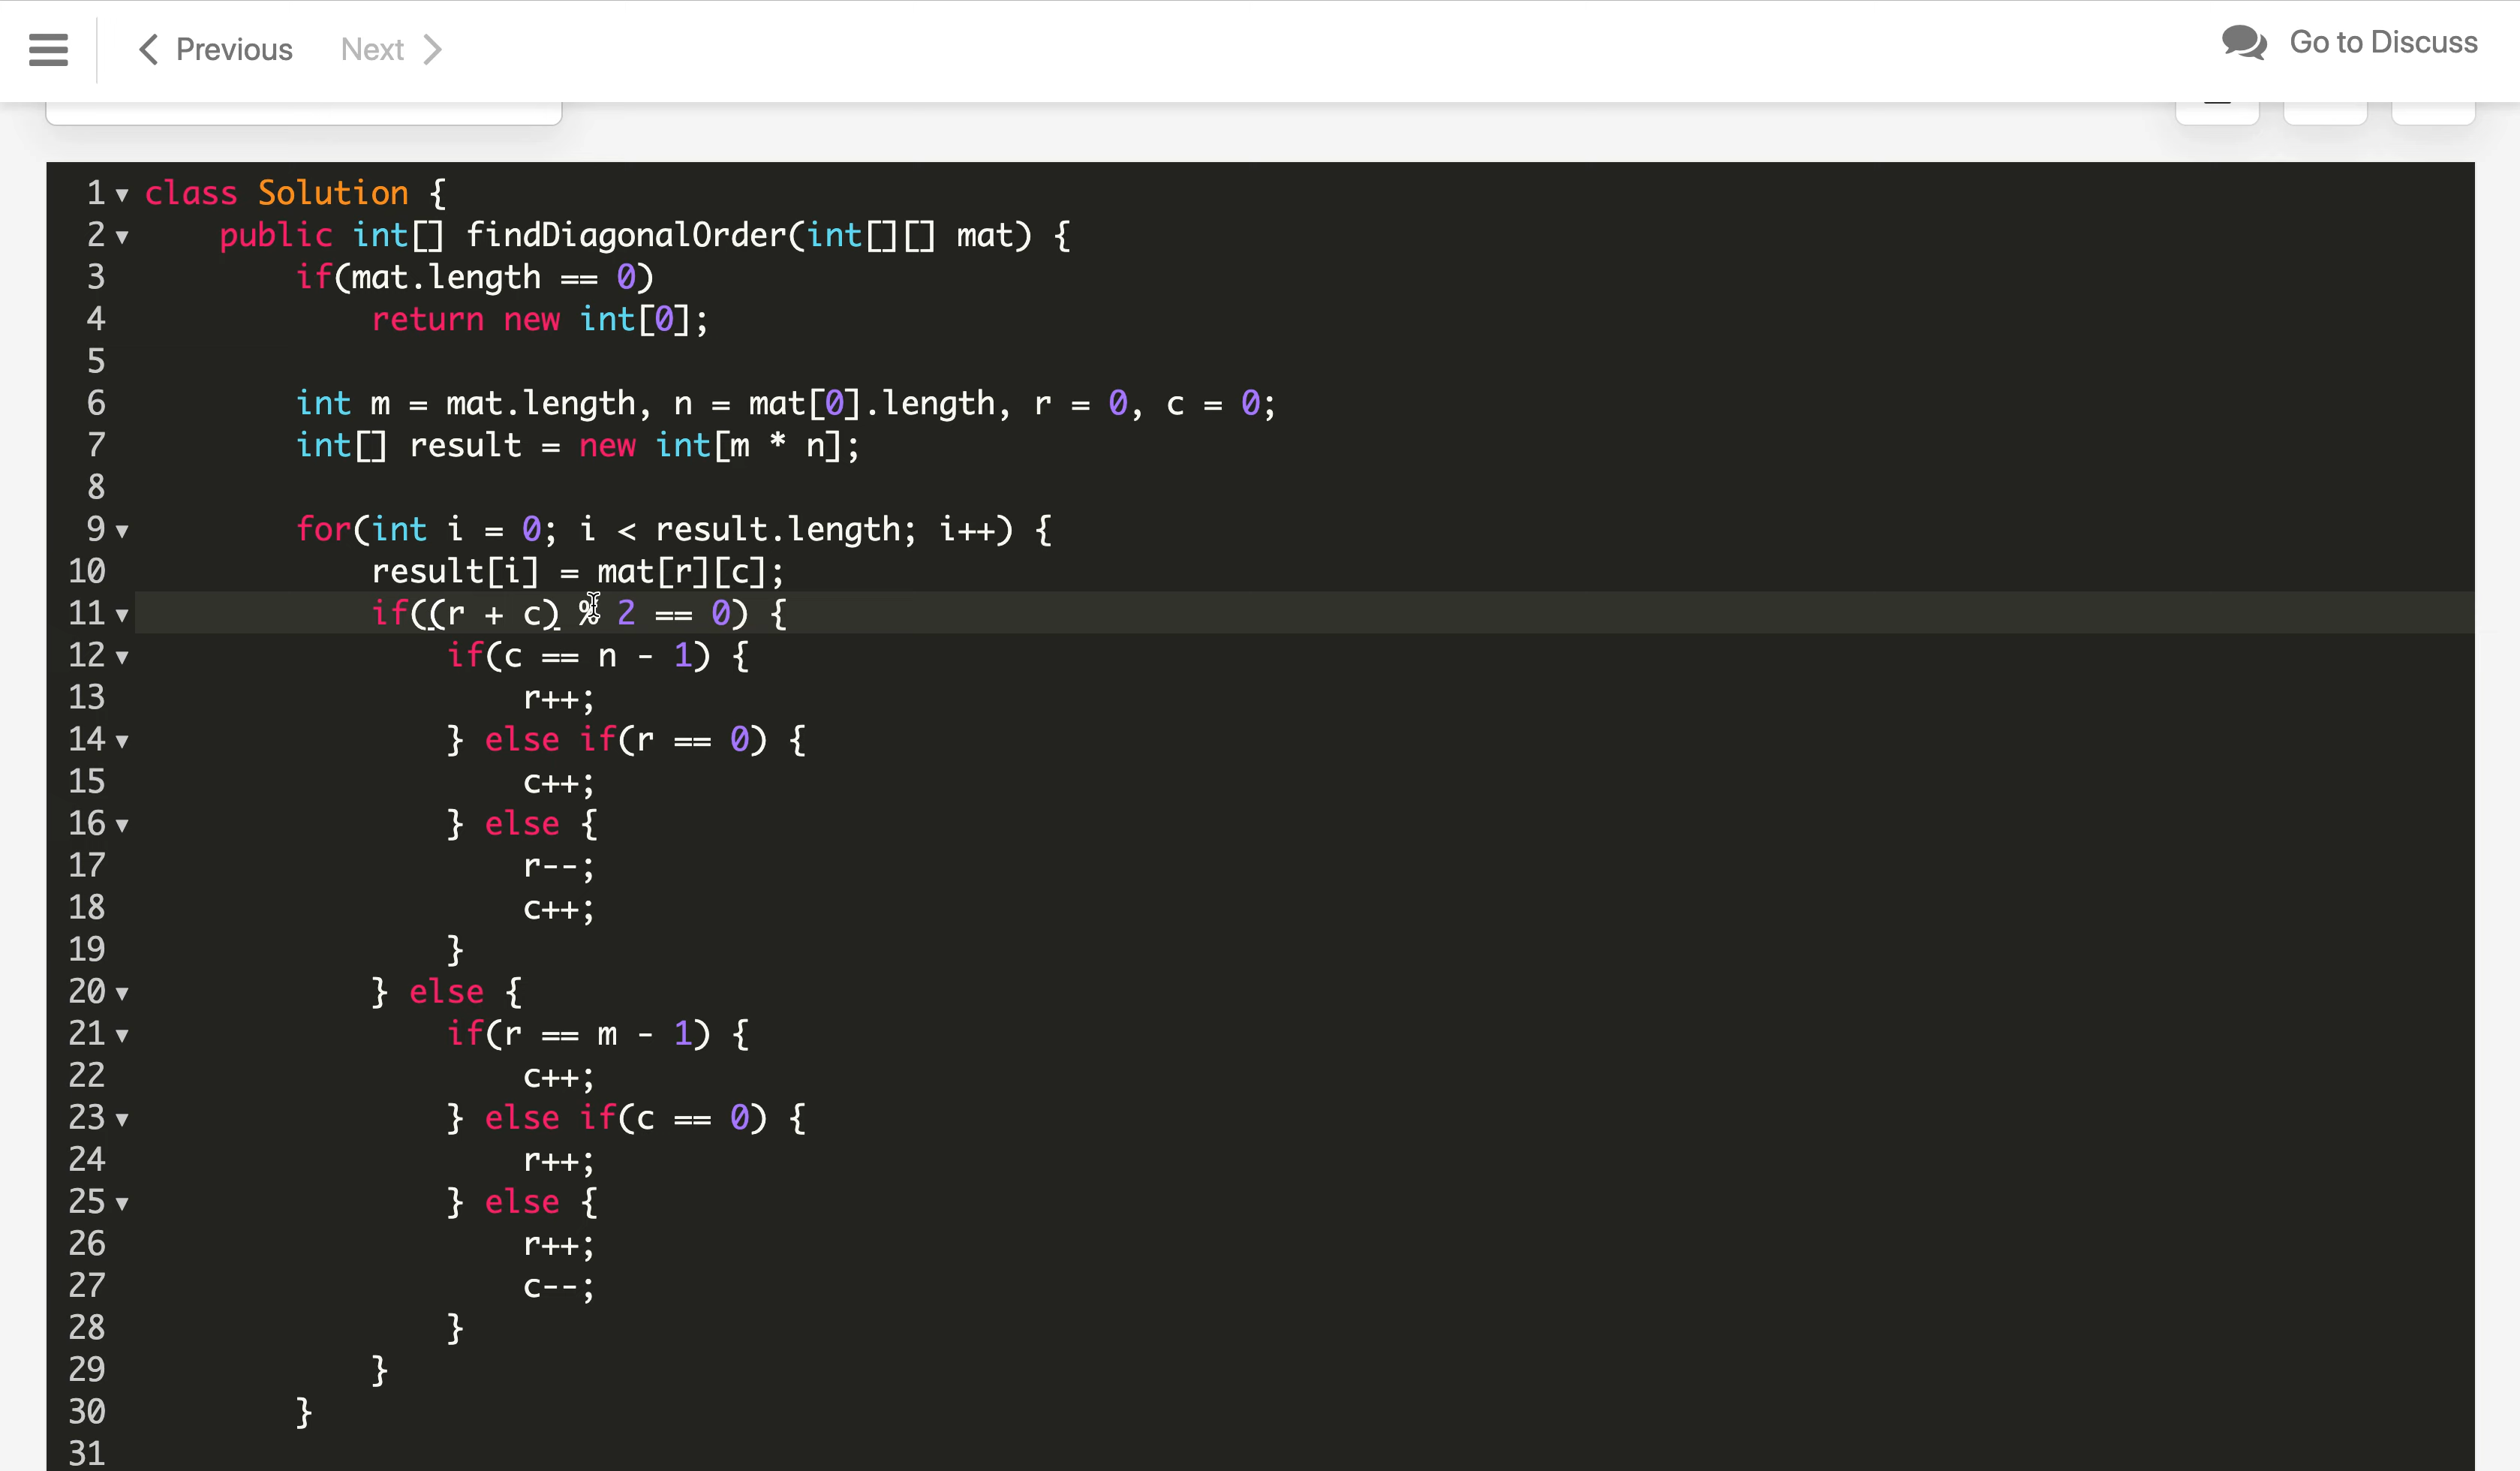 Previous Next Go to Discuss
1 class Solution {
2     public int[] findDiagonalOrder(int[][] mat) {
3         if(mat.length == 0)
4             return new int[0];
5
6         int m = mat.length, n = mat[0].length, r = 0, c = 0;
7         int[] result = new int[m * n];
8
9         for(int i = 0; i < result.length; i++) {
10             result[i] = mat[r][c];
11             if((r + c) % 2 == 0) {
12                 if(c == n - 1) {
13                     r++;
14                 } else if(r == 0) {
15                     c++;
16                 } else {
17                     r--;
18                     c++;
19                 }
20             } else {
21                 if(r == m - 1) {
22                     c++;
23                 } else if(c == 0) {
24                     r++;
25                 } else {
26                     r++;
27                     c--;
28                 }
29             }
30         }
31